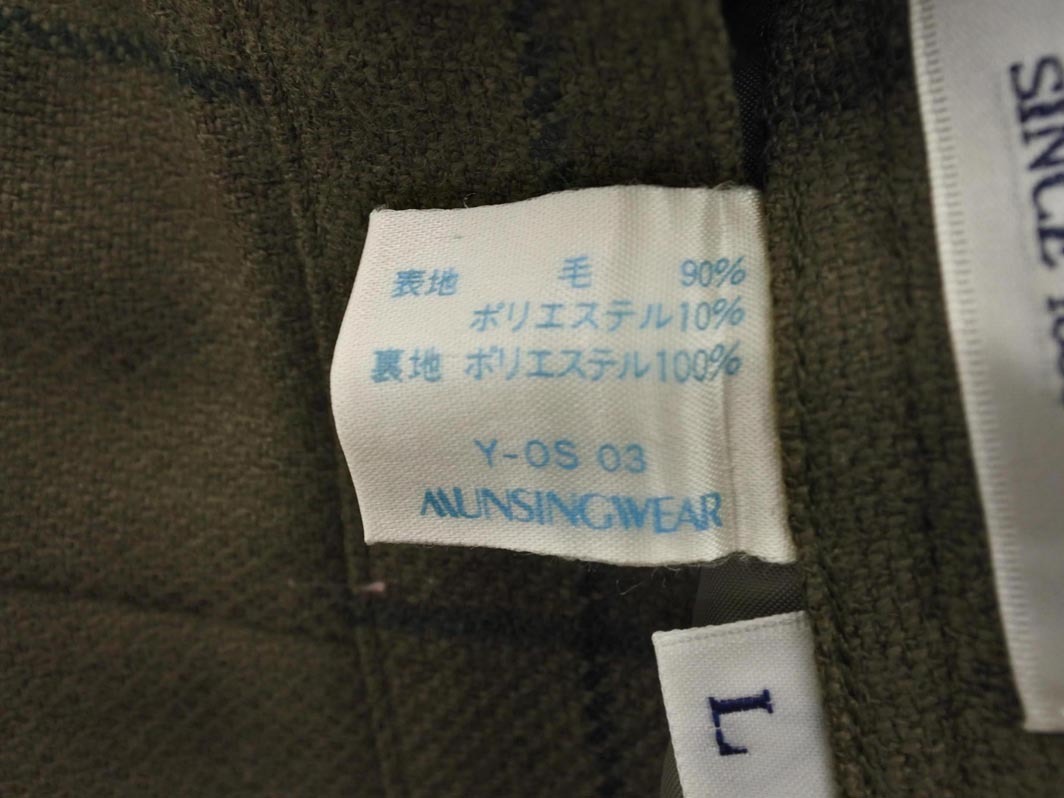 表地 毛 90%
ポリエステル10%
裏地 ポリエステル100%
Y-OS 03
MUNSINGWEAR
L
SINCE